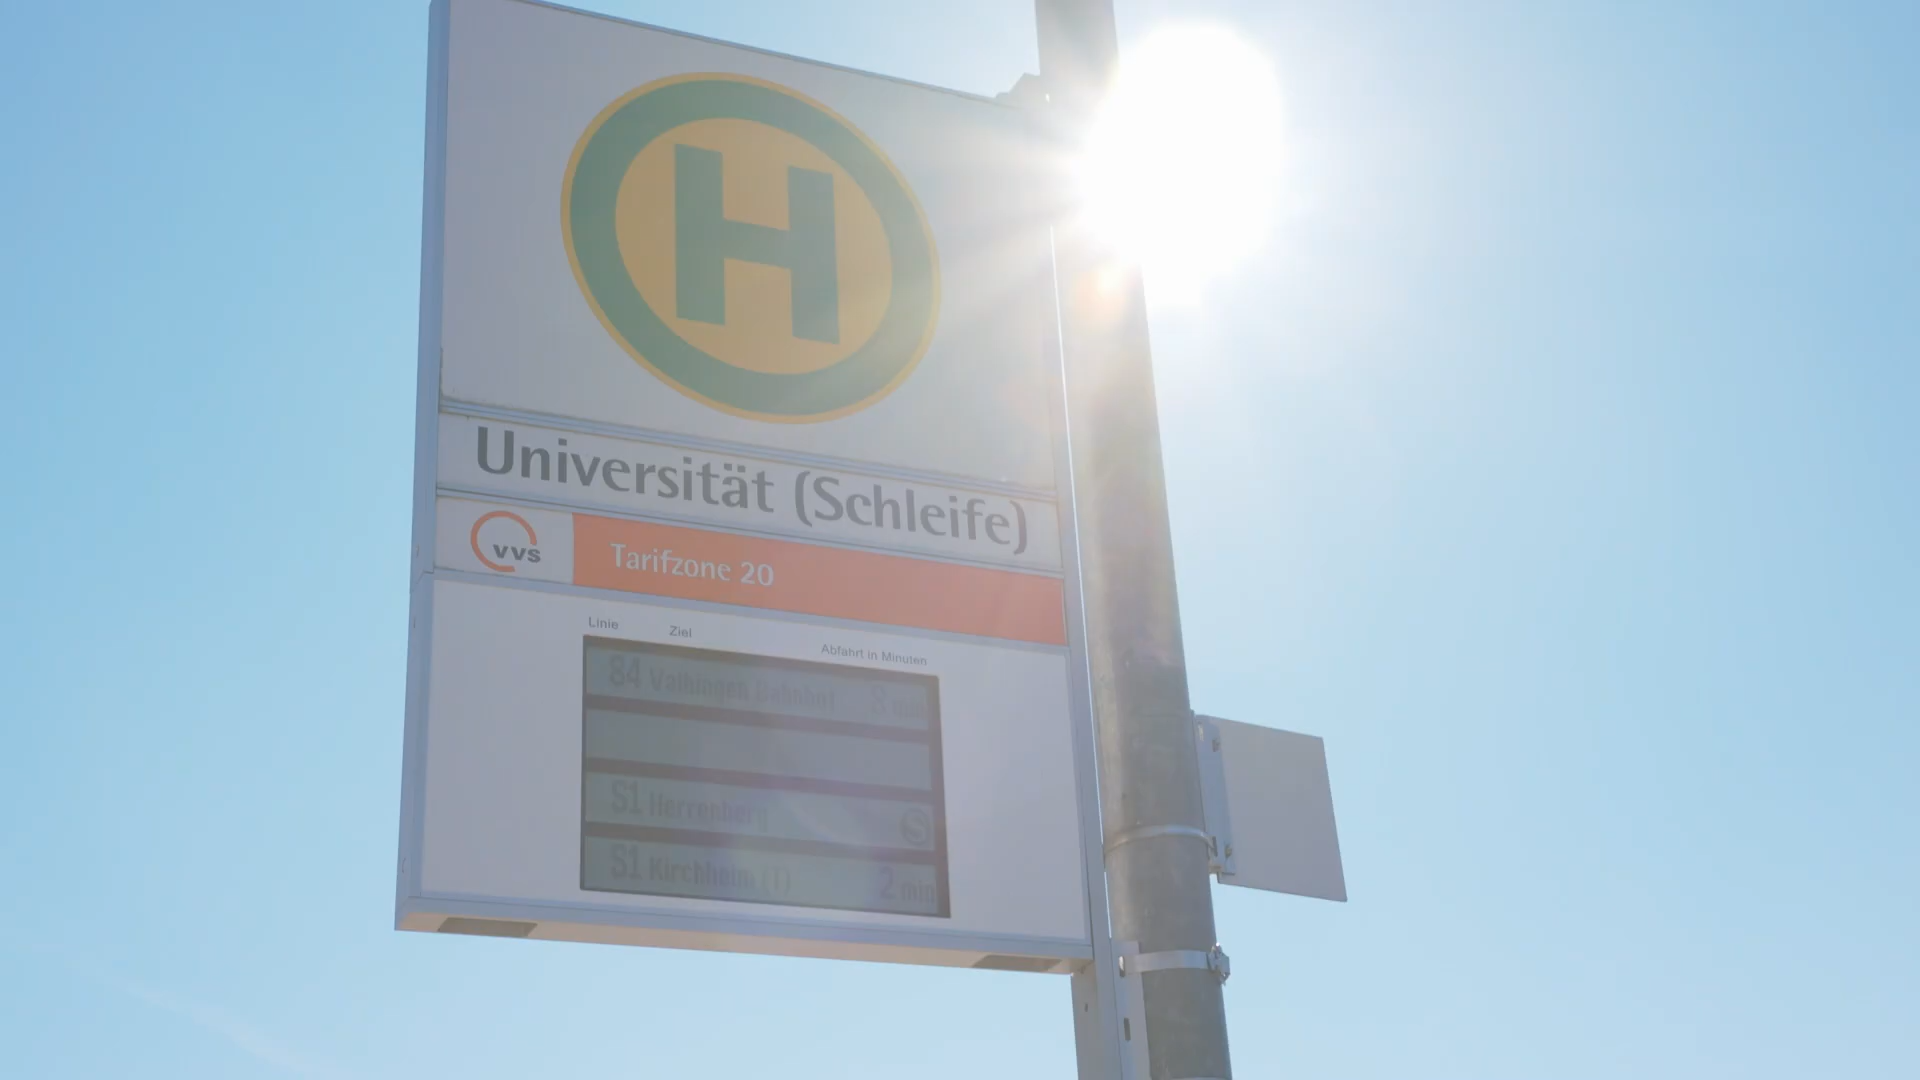 H
Universität (Schleife)
vvs
Tarifzone 20
Linie Ziel Abfahrt in Minuten
84 Vaihingen Bahnhof 8 min
S1 Herrenberg S
S1 Kirchheim (T) 2 min